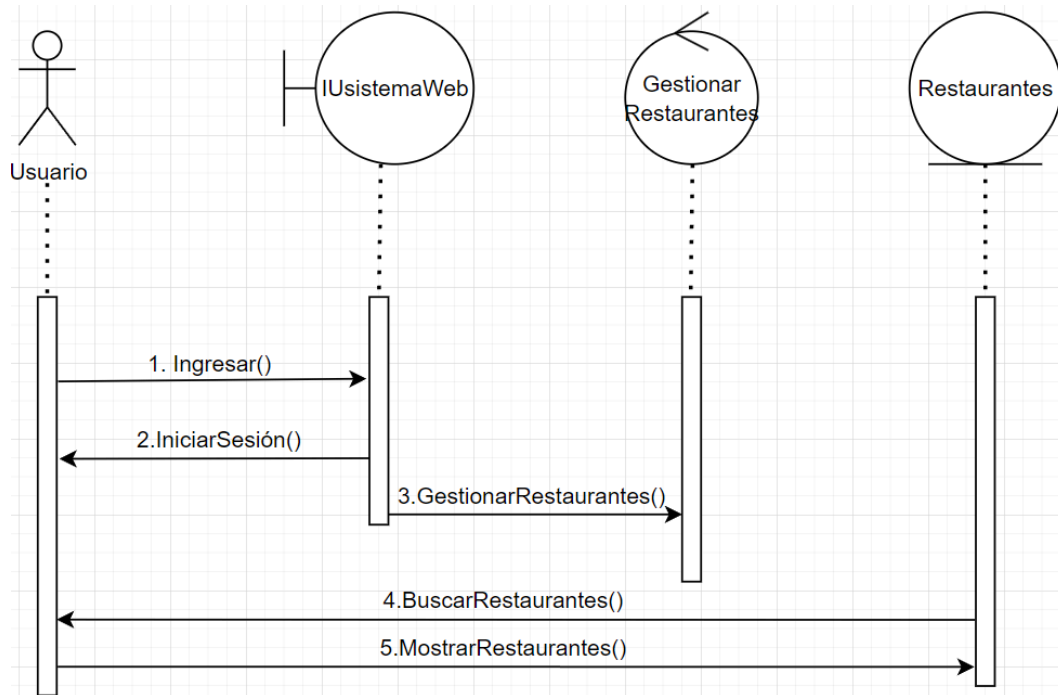 IUsistemaWeb
Gestionar
Restaurantes
Restaurantes
Usuario
1. Ingresar()
2.IniciarSesión()
3.GestionarRestaurantes()
4.BuscarRestaurantes()
5.MostrarRestaurantes()